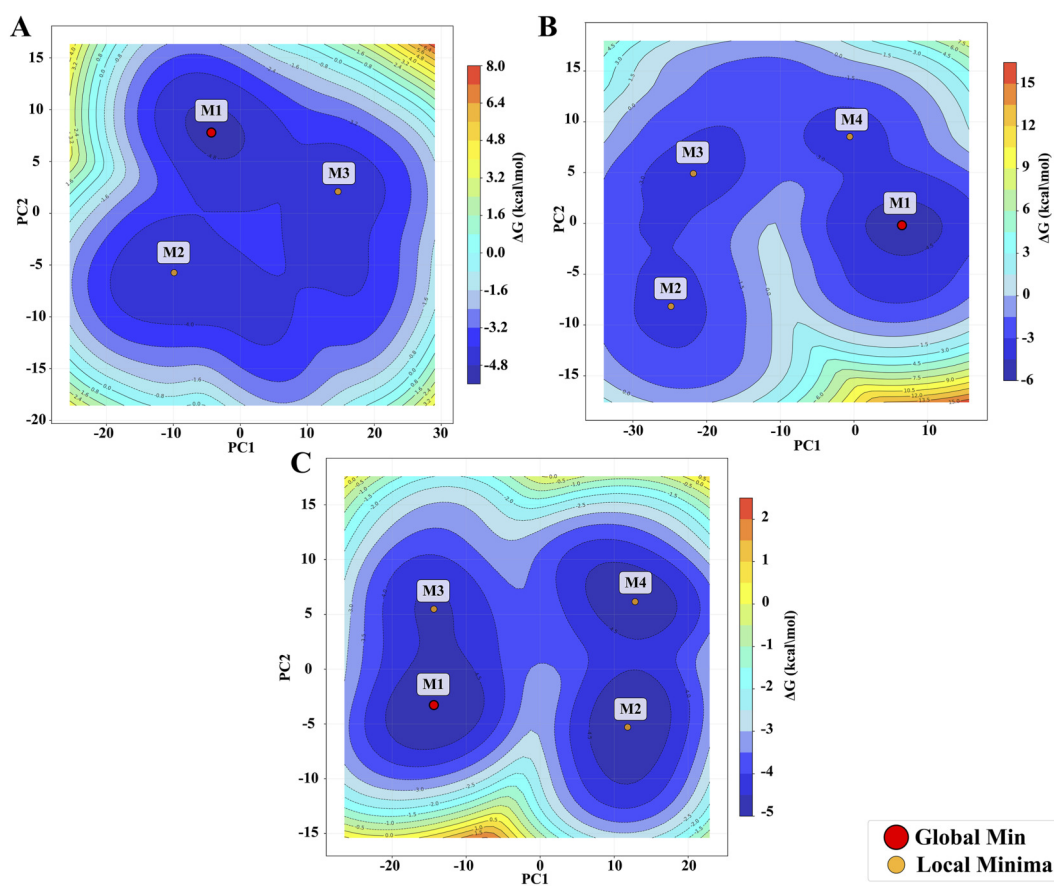 A
M1
M3
M2
15
10
5
0
-5
-10
-15
-20
PC2
-20
-10
0
10
20
30
PC1
8.0
6.4
4.8
3.2
1.6
0.0
-1.6
-3.2
-4.8
ΔG (kcal\mol)
B
M4
M3
M1
M2
15
10
5
0
-5
-10
-15
PC2
-30
-20
-10
0
10
PC1
15
12
9
6
3
0
-3
-6
ΔG (kcal\mol)
C
M3
M4
M1
M2
15
10
5
0
-5
-10
-15
PC2
-20
-10
0
10
20
PC1
2
1
0
-1
-2
-3
-4
-5
ΔG (kcal\mol)
Global Min
Local Minima